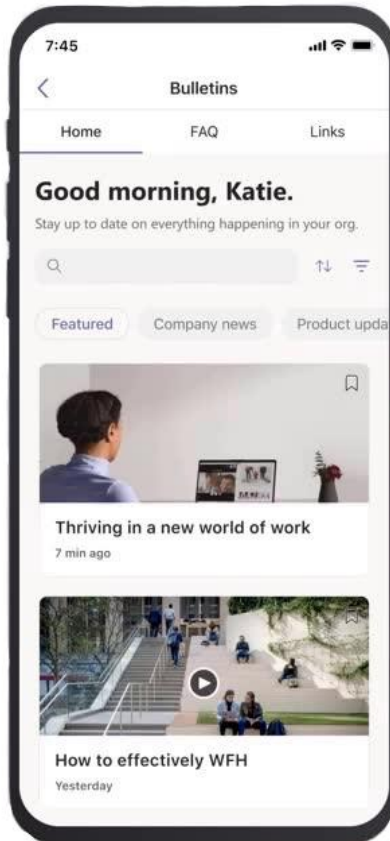 7:45
Bulletins
Home FAQ Links
Good morning, Katie.
Stay up to date on everything happening in your org.
Featured Company news Product upda
Thriving in a new world of work
7 min ago
How to effectively WFH
Yesterday